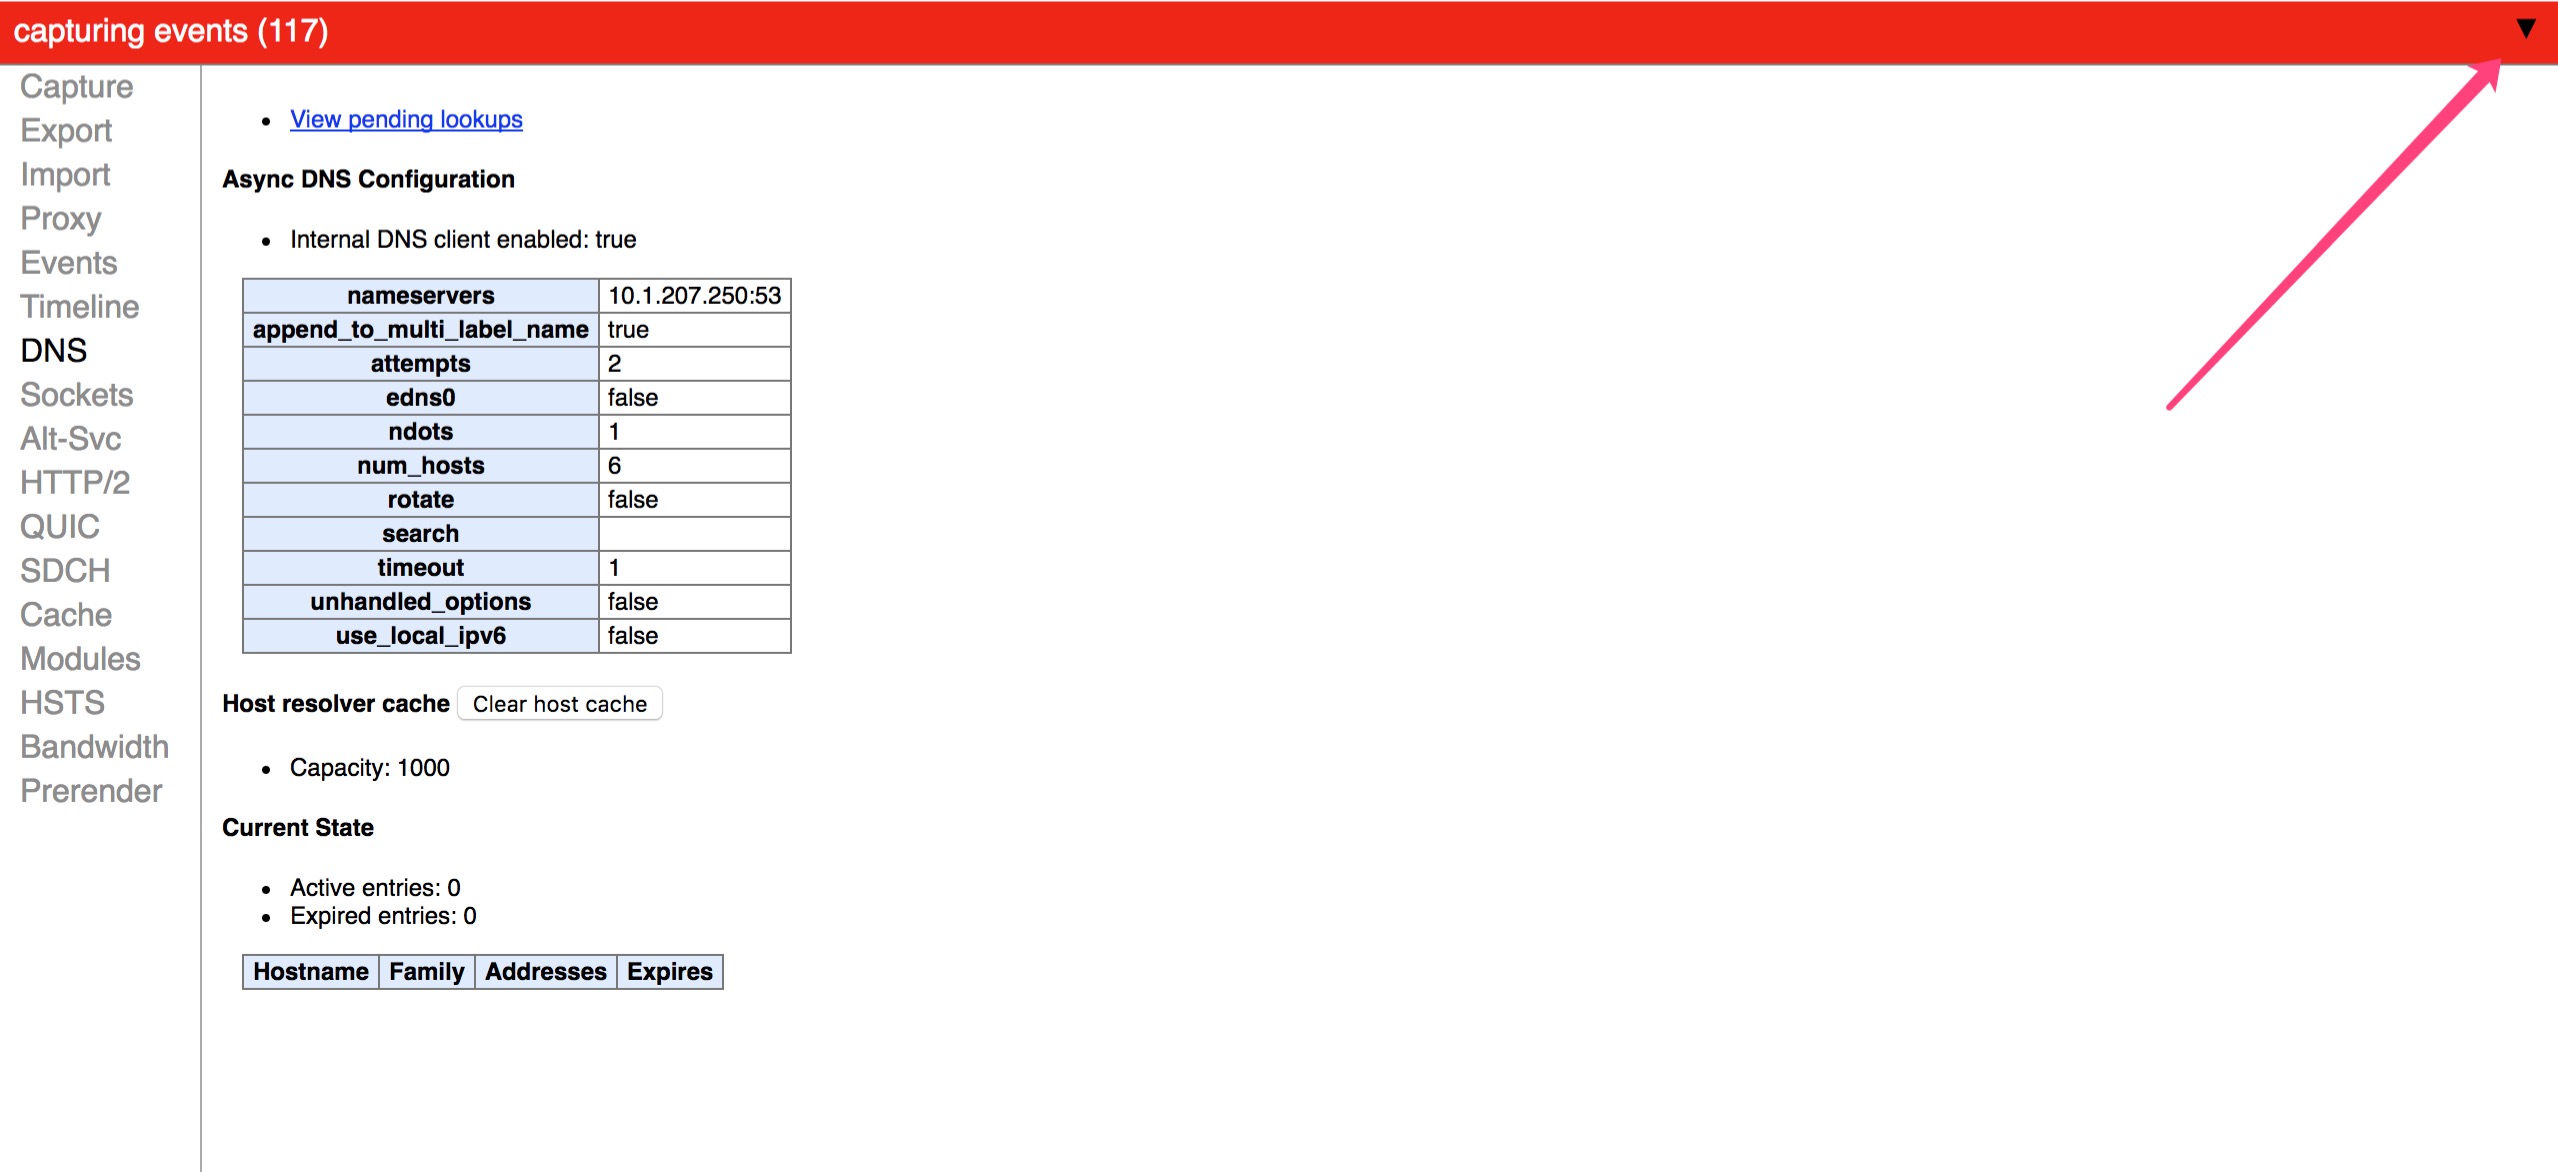 capturing events (117)
▼
Capture
Export
Import
Proxy
Events
Timeline
DNS
Sockets
Alt-Svc
HTTP/2
QUIC
SDCH
Cache
Modules
HSTS
Bandwidth
Prerender
• View pending lookups
Async DNS Configuration
• Internal DNS client enabled: true
nameservers 10.1.207.250:53
append_to_multi_label_name true
attempts 2
edns0 false
ndots 1
num_hosts 6
rotate false
search
timeout 1
unhandled_options false
use_local_ipv6 false
Host resolver cache Clear host cache
• Capacity: 1000
Current State
• Active entries: 0
• Expired entries: 0
Hostname Family Addresses Expires